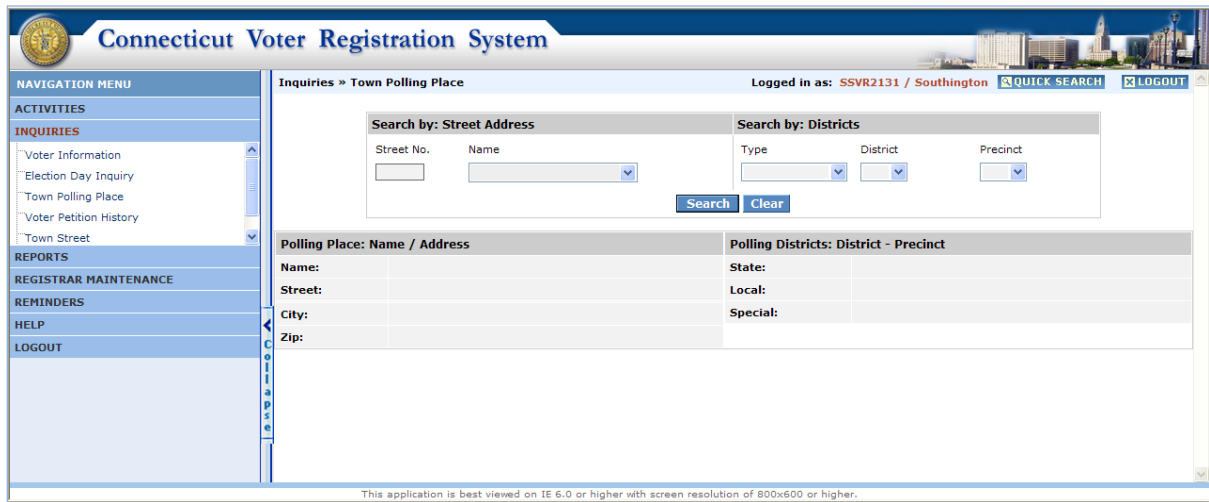 Connecticut Voter Registration System
NAVIGATION MENU
ACTIVITIES
INQUIRIES
Voter Information
Election Day Inquiry
Town Polling Place
Voter Petition History
Town Street
REPORTS
REGISTRAR MAINTENANCE
REMINDERS
HELP
LOGOUT
Collapse
Inquiries » Town Polling Place Logged in as: SSVR2131 / Southington QUICK SEARCH LOGOUT
Search by: Street Address Search by: Districts
Street No. Name Type District Precinct
Search Clear
Polling Place: Name / Address Polling Districts: District - Precinct
Name: State:
Street: Local:
City: Special:
Zip:
This application is best viewed on IE 6.0 or higher with screen resolution of 800x600 or higher.